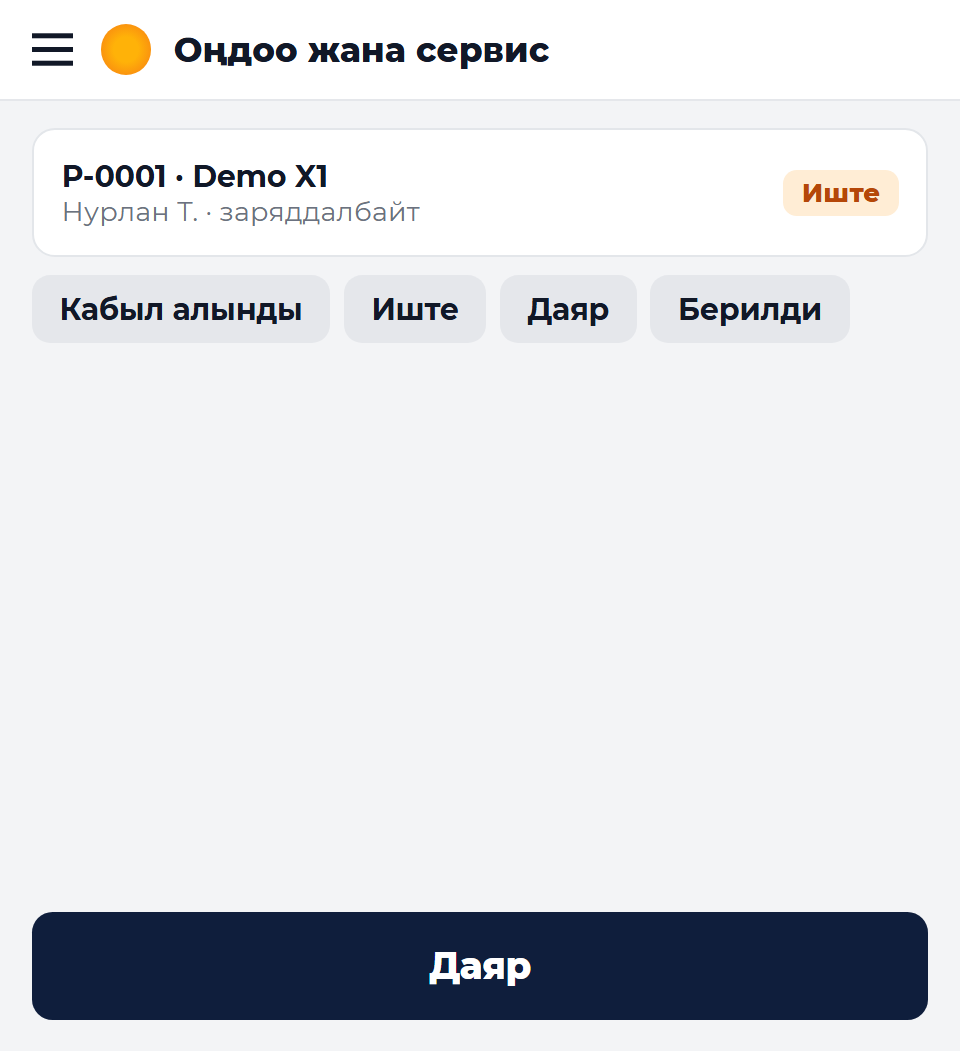 Оңдоо жана сервис
P-0001 · Demo X1
Нурлан Т. · заряддалбайт
Иште
Кабыл алынды
Иште
Даяр
Берилди
Даяр